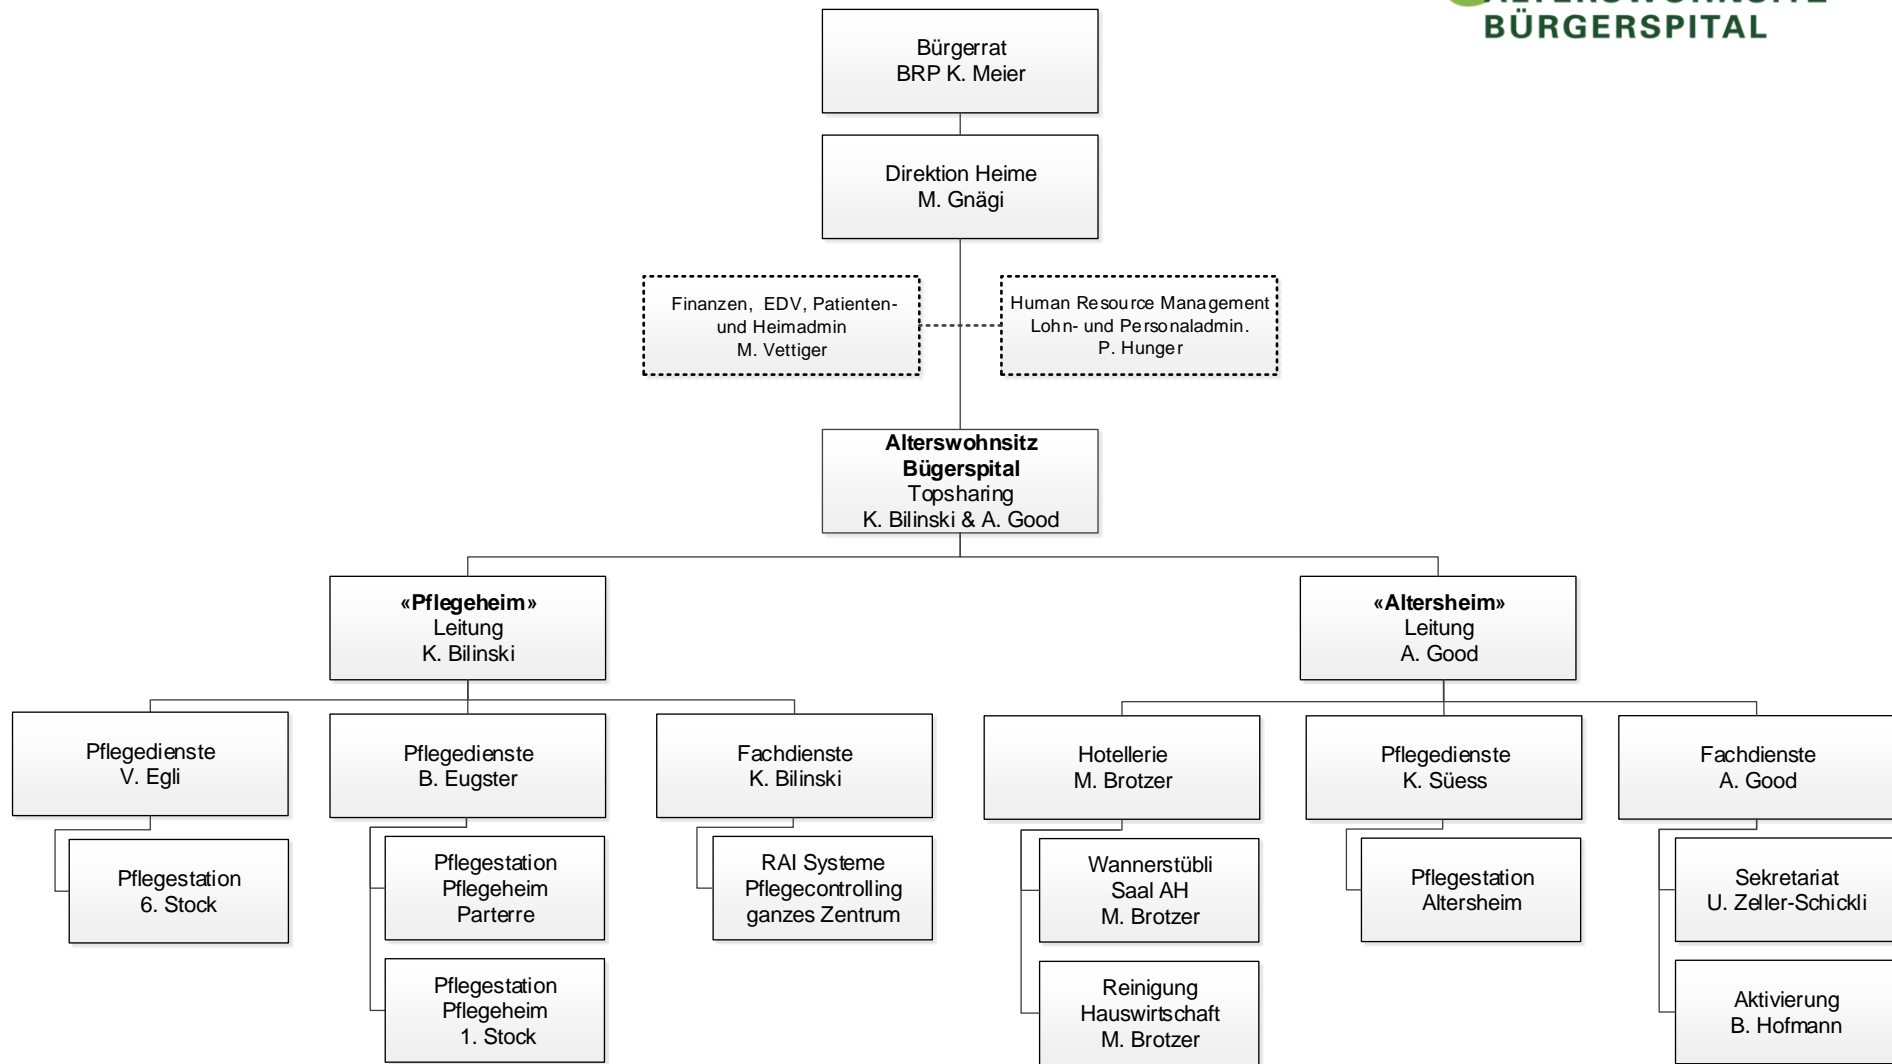 BÜRGERSPITAL
Bürgerrat
BRP K. Meier
Direktion Heime
M. Gnägi
Finanzen, EDV, Patienten-
und Heimadmin
M. Vettiger
Human Resource Management
Lohn- und Personaladmin.
P. Hunger
Alterswohnsitz
Bügerspital
Topsharing
K. Bilinski & A. Good
«Pflegeheim»
Leitung
K. Bilinski
«Altersheim»
Leitung
A. Good
Pflegedienste
V. Egli
Pflegedienste
B. Eugster
Fachdienste
K. Bilinski
Hotellerie
M. Brotzer
Pflegedienste
K. Süess
Fachdienste
A. Good
Pflegestation
6. Stock
Pflegestation
Pflegeheim
Parterre
RAI Systeme
Pflegecontrolling
ganzes Zentrum
Wannerstübli
Saal AH
M. Brotzer
Pflegestation
Altersheim
Sekretariat
U. Zeller-Schickli
Pflegestation
Pflegeheim
1. Stock
Reinigung
Hauswirtschaft
M. Brotzer
Aktivierung
B. Hofmann